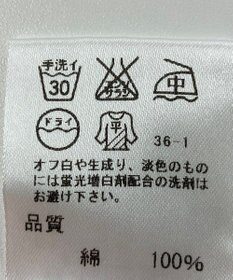 手洗イ
30
エンソ
サラシ
中
ドライ
平
36-1
オフ白や生成り、淡色のもの
には蛍光増白剤配合の洗剤は
お避け下さい。
品質
綿 100%